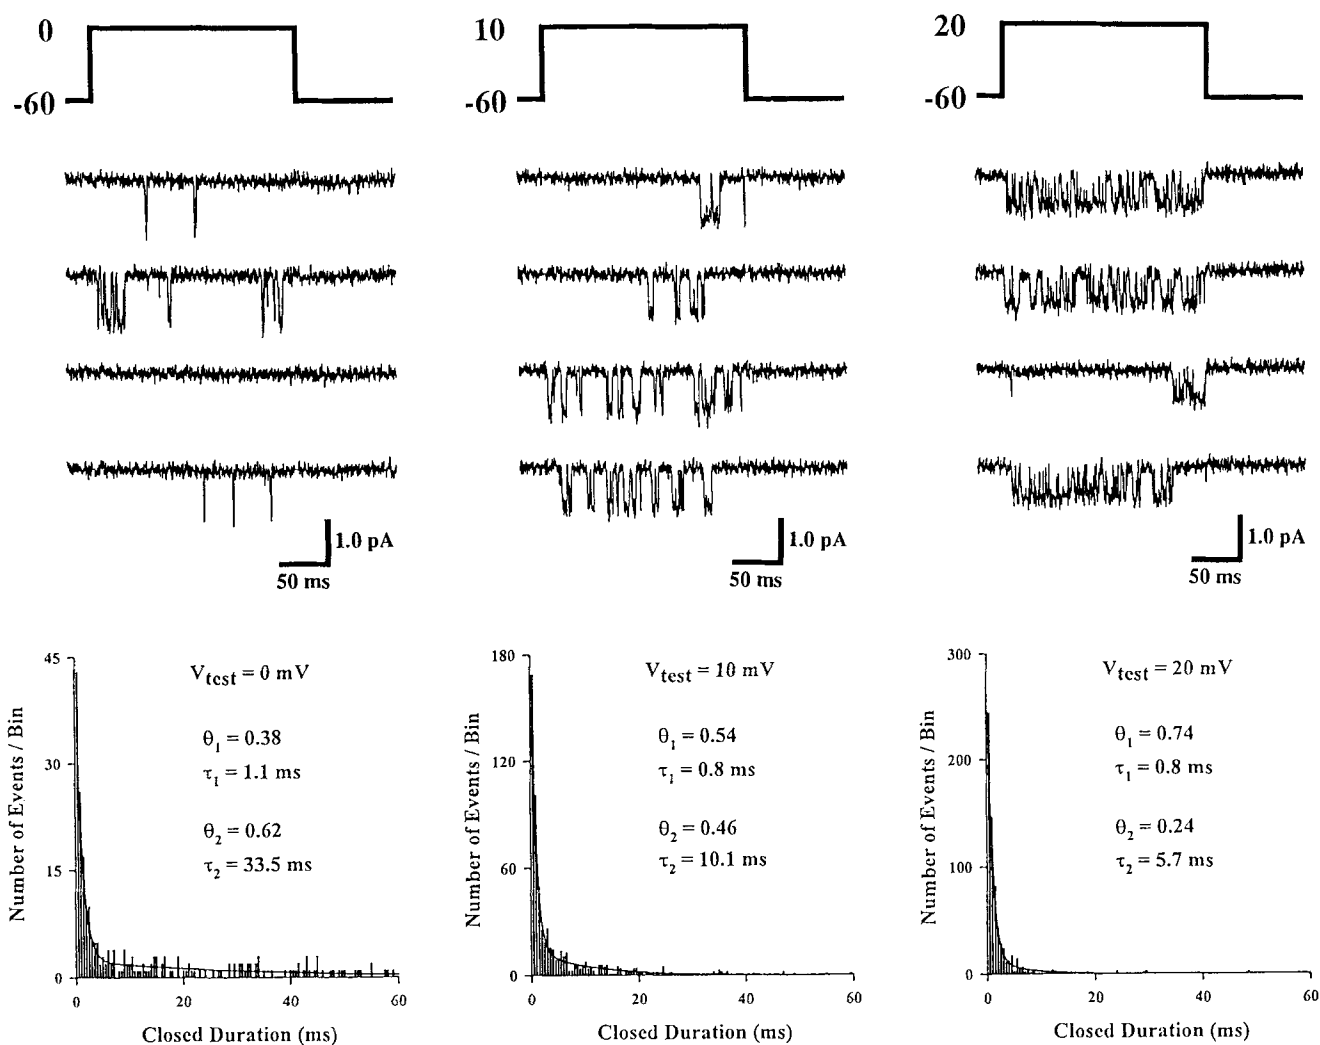 0
-60
10
-60
20
-60
1.0 pA
50 ms
1.0 pA
50 ms
1.0 pA
50 ms
45
30
15
0
Number of Events / Bin
V_test = 0 mV
θ_1 = 0.38
τ_1 = 1.1 ms
θ_2 = 0.62
τ_2 = 33.5 ms
0 20 40 60
Closed Duration (ms)
180
120
60
0
Number of Events / Bin
V_test = 10 mV
θ_1 = 0.54
τ_1 = 0.8 ms
θ_2 = 0.46
τ_2 = 10.1 ms
0 20 40 60
Closed Duration (ms)
300
200
100
0
Number of Events / Bin
V_test = 20 mV
θ_1 = 0.74
τ_1 = 0.8 ms
θ_2 = 0.24
τ_2 = 5.7 ms
0 20 40 60
Closed Duration (ms)